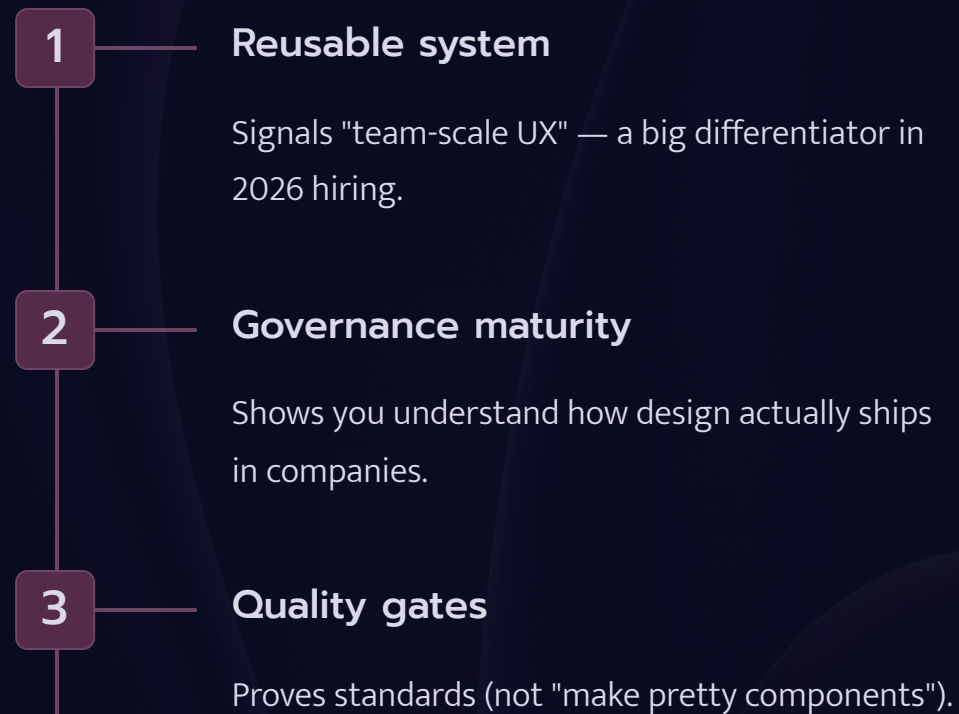 1
Reusable system
Signals "team-scale UX" — a big differentiator in
2026 hiring.
2
Governance maturity
Shows you understand how design actually ships
in companies.
3
Quality gates
Proves standards (not "make pretty components").